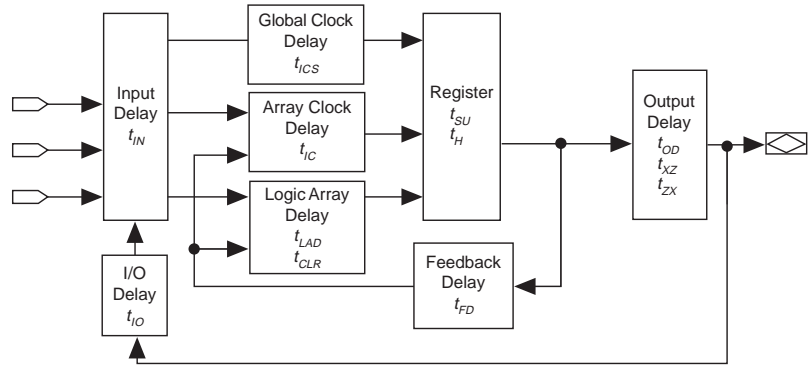 Global Clock
Delay
tICS
Input
Delay
tIN
Array Clock
Delay
tIC
Register
tSU
tH
Output
Delay
tOD
tXZ
tZX
Logic Array
Delay
tLAD
tCLR
I/O
Delay
tIO
Feedback
Delay
tFD